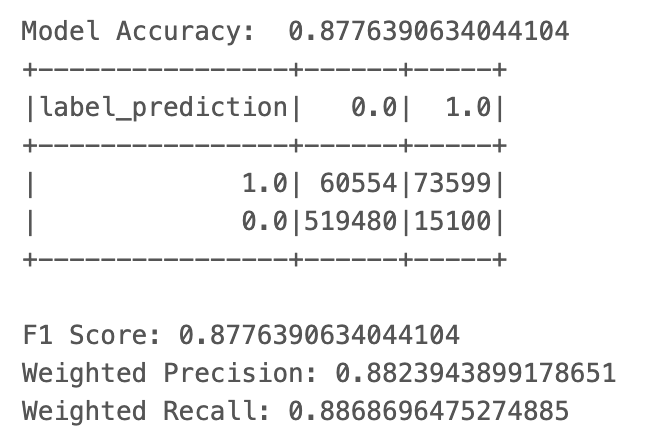 Model Accuracy:  0.8776390634044104
+----------------+------+-----+
|label_prediction|   0.0|  1.0|
+----------------+------+-----+
|             1.0| 60554|73599|
|             0.0|519480|15100|
+----------------+------+-----+
F1 Score: 0.8776390634044104
Weighted Precision: 0.8823943899178651
Weighted Recall: 0.8868696475274885